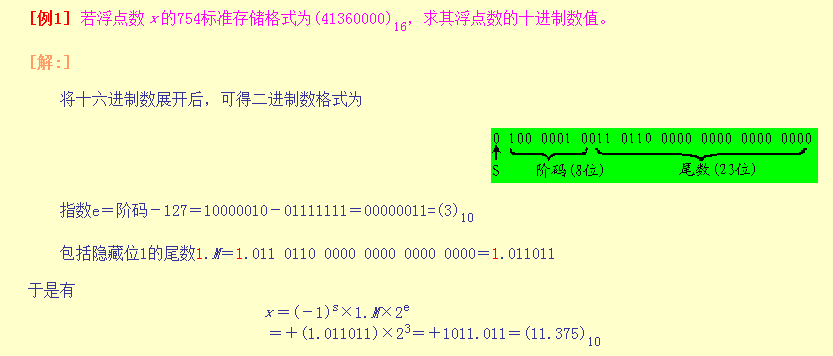 [例1] 若浮点数 x 的754标准存储格式为(41360000)16，求其浮点数的十进制数值。
[解:]
将十六进制数展开后，可得二进制数格式为
0 100 0001 0011 0110 0000 0000 0000 0000
S 阶码(8位) 尾数(23位)
指数e＝阶码－127＝10000010－01111111＝00000011=(3)10
包括隐藏位1的尾数1.M＝1.011 0110 0000 0000 0000 0000＝1.011011
于是有
x＝(－1)s×1.M×2e
＝＋(1.011011)×23＝＋1011.011＝(11.375)10